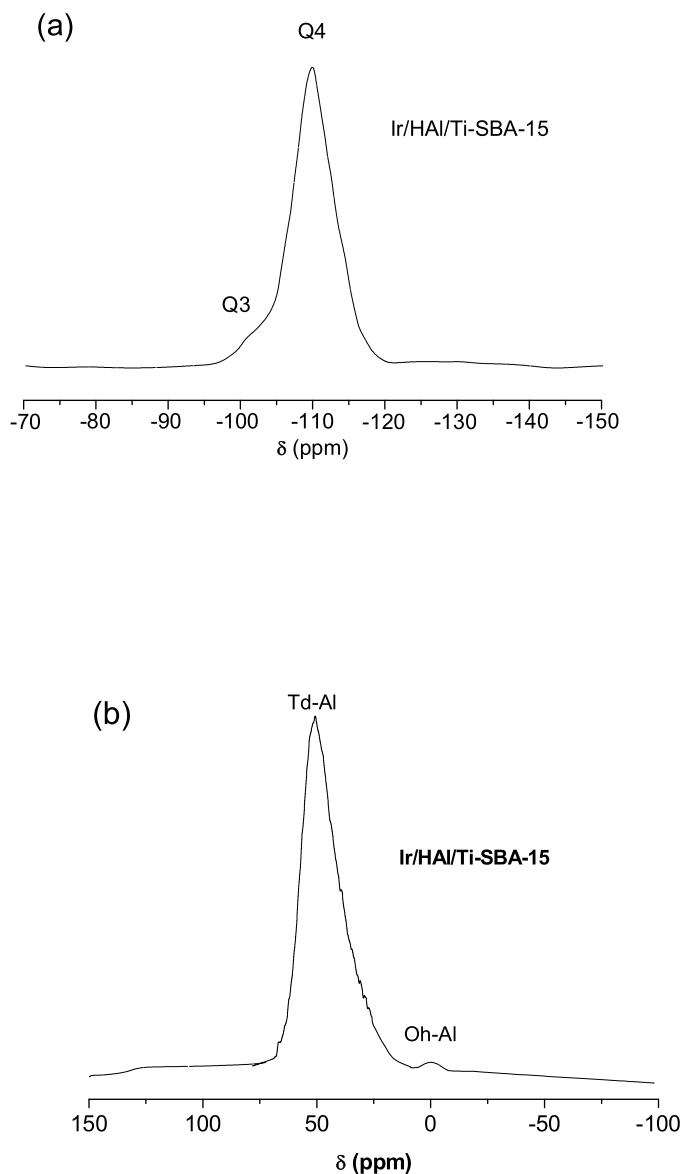 (a)
Q4
Ir/HAl/Ti-SBA-15
Q3
-70 -80 -90 -100 -110 -120 -130 -140 -150
δ (ppm)
(b)
Td-Al
Ir/HAl/Ti-SBA-15
Oh-Al
150 100 50 0 -50 -100
δ (ppm)